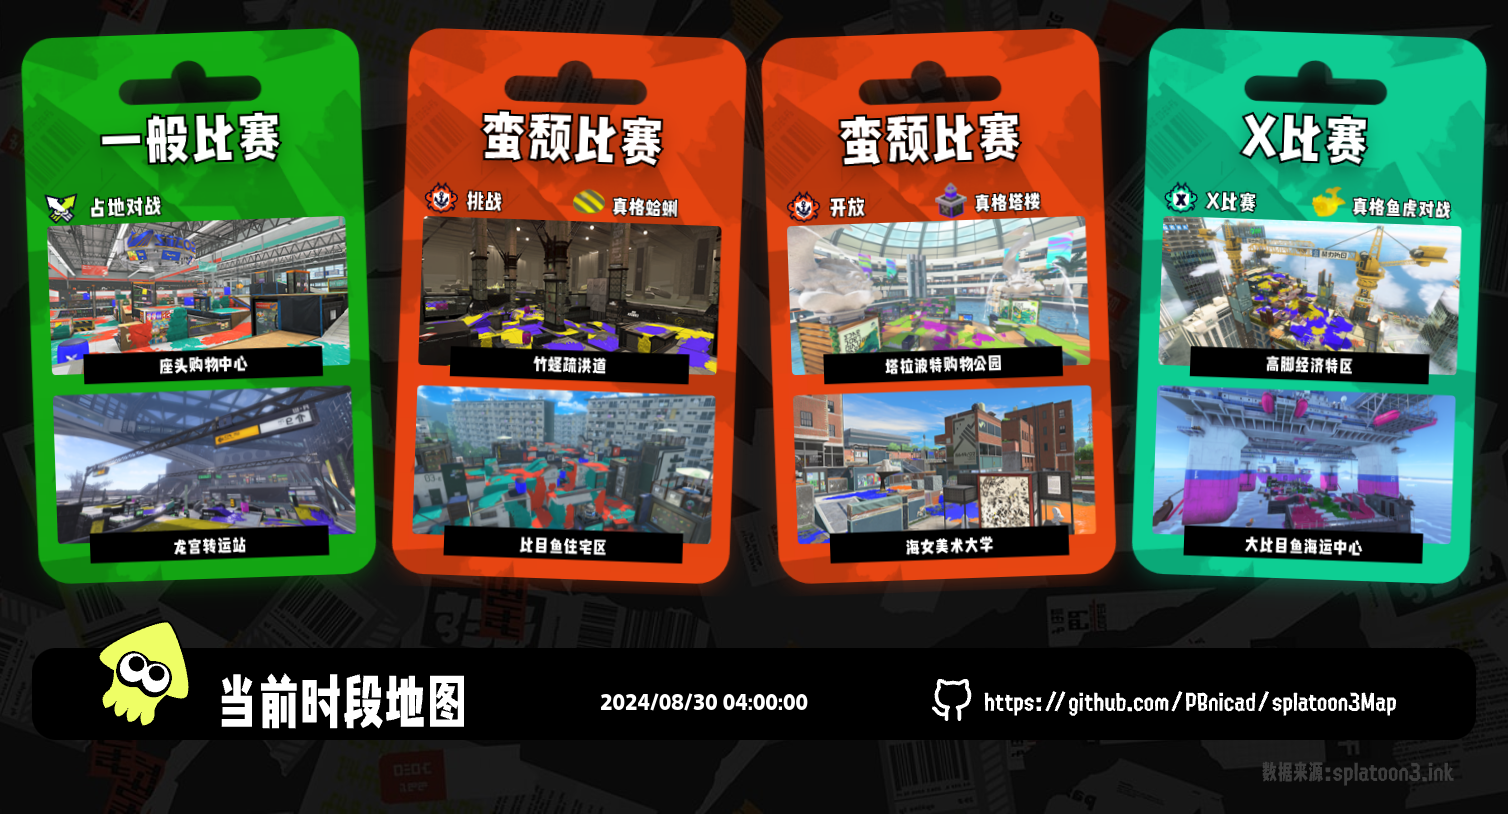 一般比赛
占地对战
座头购物中心
龙宫转运站
蛮颓比赛
挑战
真格蛤蜊
竹蛏疏洪道
比目鱼住宅区
蛮颓比赛
开放
真格塔楼
塔拉波特购物公园
海女美术大学
X比赛
X比赛
真格鱼虎对战
高脚经济特区
大比目鱼海运中心
当前时段地图
2024/08/30 04:00:00
https://github.com/PBnicad/splatoon3Map
数据来源:splatoon3.ink